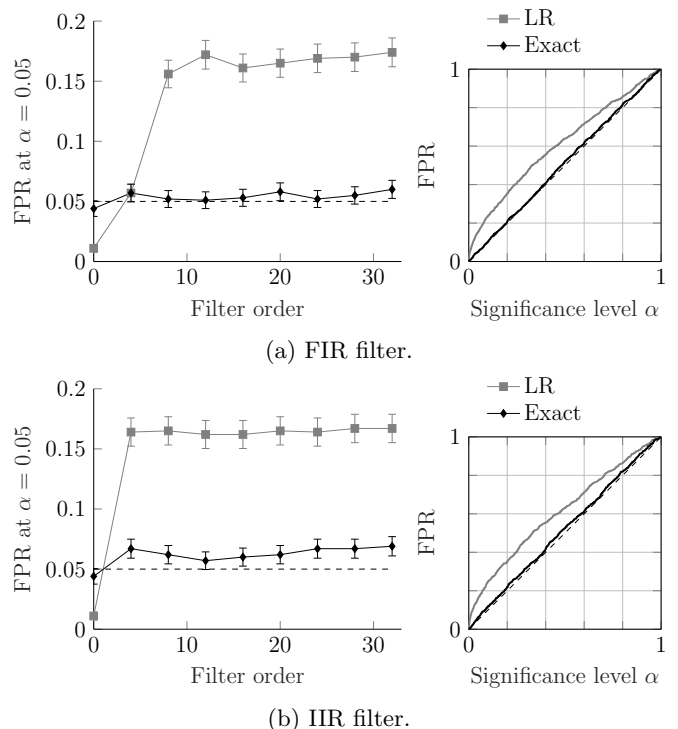 0.2
0.15
0.1
0.05
0
FPR at α = 0.05
0 10 20 30
Filter order
LR
Exact
1
0
FPR
0 1
Significance level α
(a) FIR filter.
0.2
0.15
0.1
0.05
0
FPR at α = 0.05
0 10 20 30
Filter order
LR
Exact
1
0
FPR
0 1
Significance level α
(b) IIR filter.